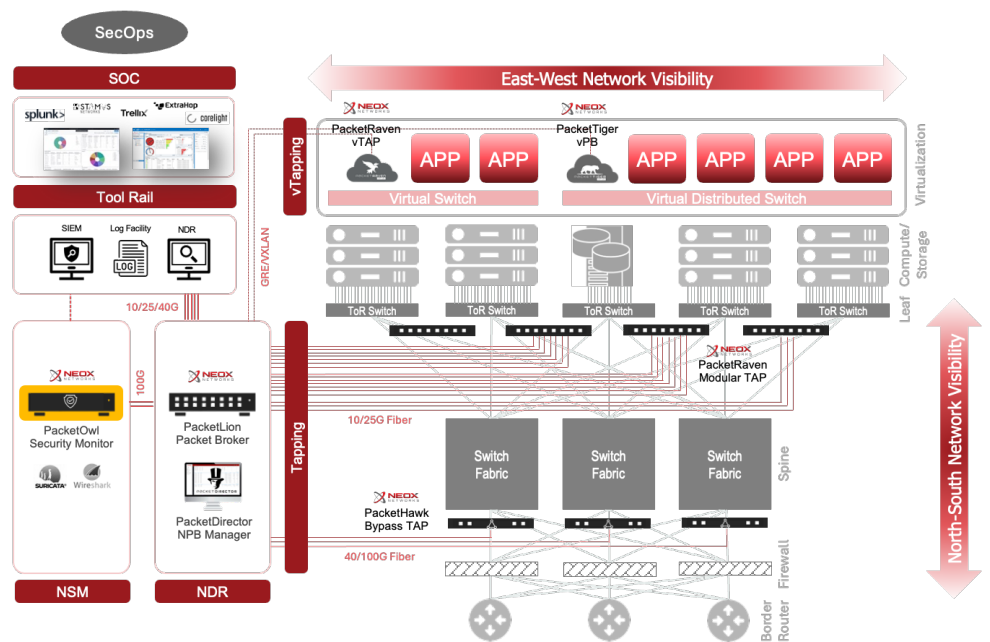 SecOps
SOC
splunk>
STAMUS
NETWORKS
Trellix
ExtraHop
corelight
Tool Rail
SIEM
Log Facility
NDR
LOG
10/25/40G
GRE/VXLAN
NEOX
NETWORKS
PacketOwl
Security Monitor
SURICATA
Wireshark
NSM
100G
NEOX
NETWORKS
PacketLion
Packet Broker
PACKETDIRECTOR
PacketDirector
NPB Manager
NDR
East-West Network Visibility
vTapping
NEOX
NETWORKS
PacketRaven
vTAP
APP
APP
Virtual Switch
NEOX
NETWORKS
PacketTiger
vPB
APP
APP
APP
APP
Virtual Distributed Switch
Virtualization
Compute/
Storage
ToR Switch
ToR Switch
ToR Switch
ToR Switch
ToR Switch
Leaf
Tapping
NEOX
NETWORKS
PacketRaven
Modular TAP
10/25G Fiber
Switch
Fabric
Switch
Fabric
Switch
Fabric
Spine
NEOX
NETWORKS
PacketHawk
Bypass TAP
40/100G Fiber
Firewall
Border
Router
North-South Network Visibility